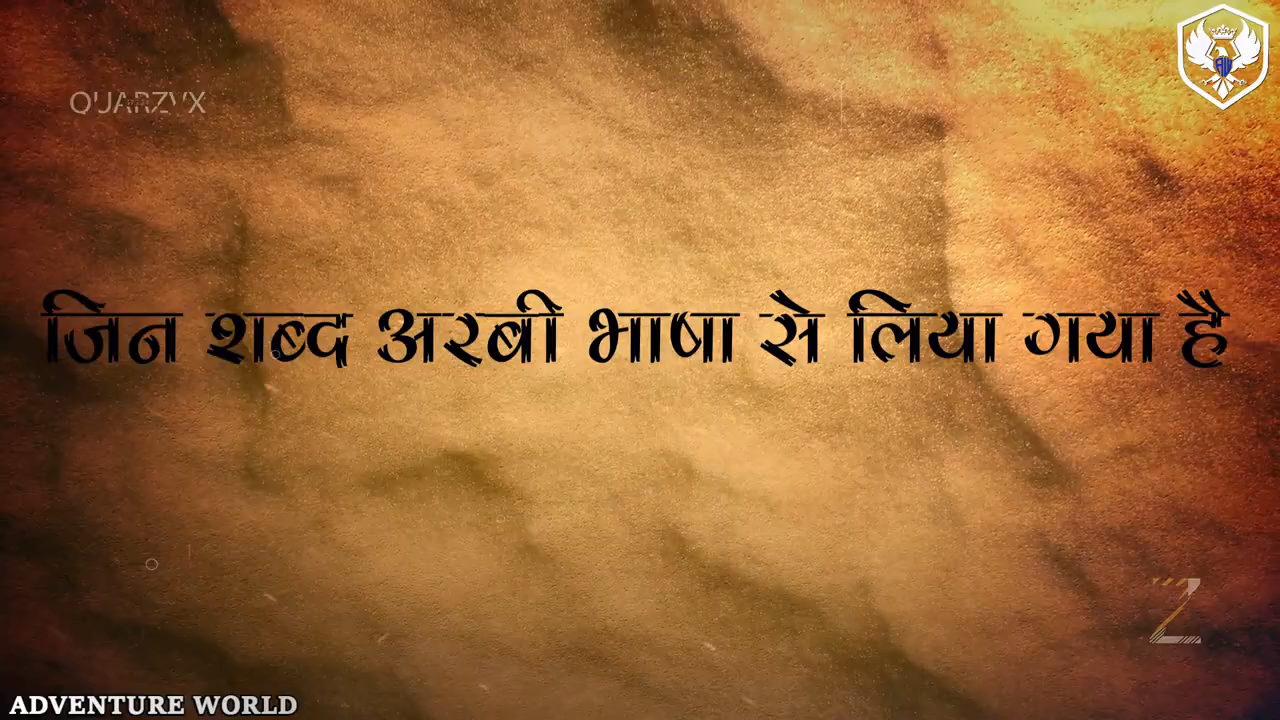 QUARZVX
जिन शब्द अरबी भाषा से लिया गया है
Z
ADVENTURE WORLD